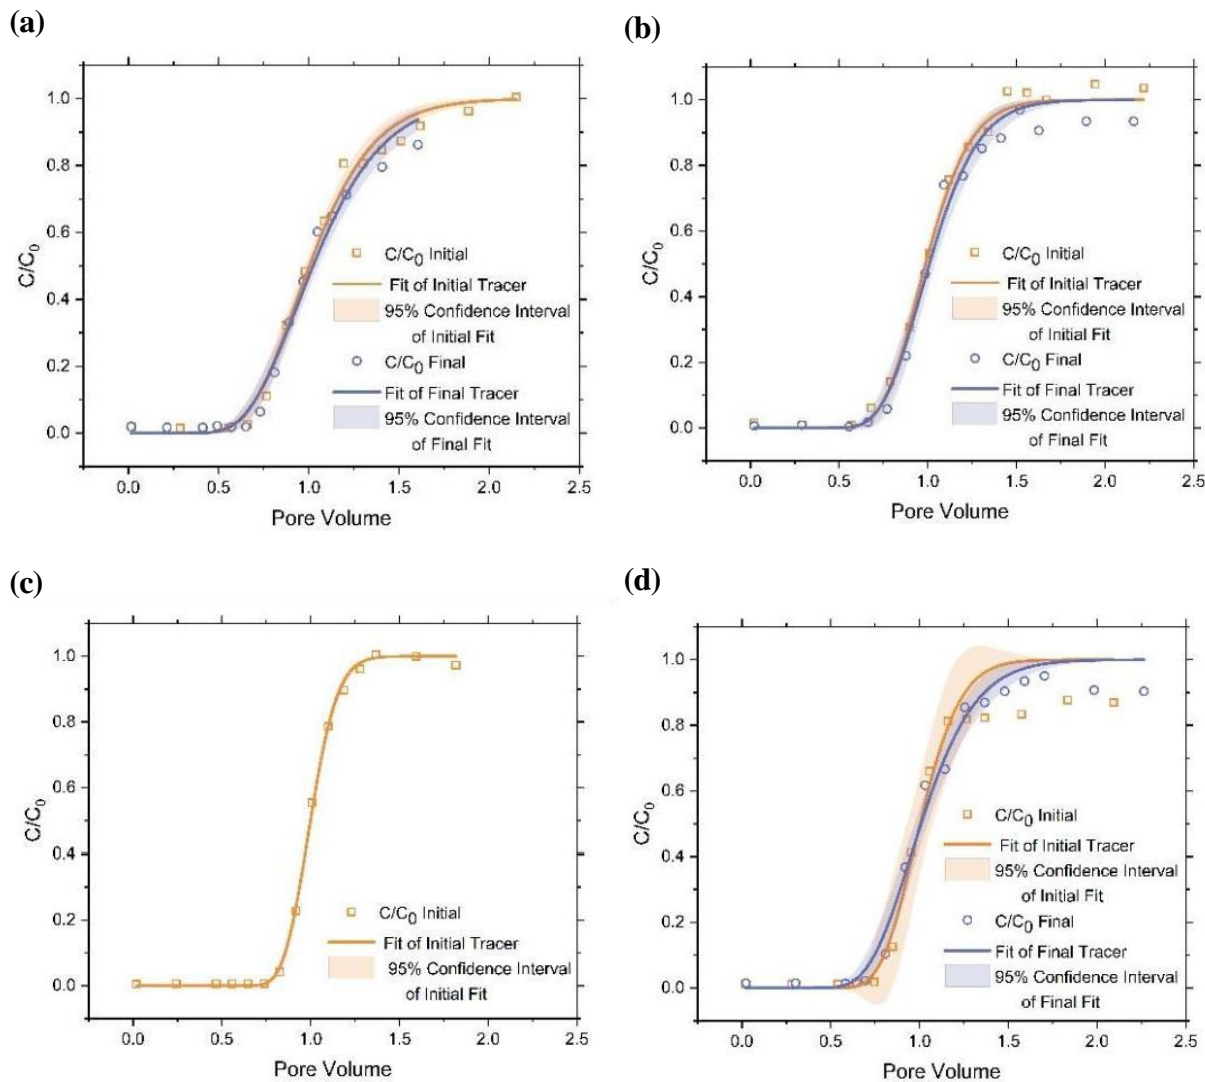 (a)
1.0
0.8
0.6
0.4
0.2
0.0
C/C0
C/C0 Initial
Fit of Initial Tracer
95% Confidence Interval
of Initial Fit
C/C0 Final
Fit of Final Tracer
95% Confidence Interval
of Final Fit
0.0 0.5 1.0 1.5 2.0 2.5
Pore Volume
(b)
1.0
0.8
0.6
0.4
0.2
0.0
C/C0
C/C0 Initial
Fit of Initial Tracer
95% Confidence Interval
of Initial Fit
C/C0 Final
Fit of Final Tracer
95% Confidence Interval
of Final Fit
0.0 0.5 1.0 1.5 2.0 2.5
Pore Volume
(c)
1.0
0.8
0.6
0.4
0.2
0.0
C/C0
C/C0 Initial
Fit of Initial Tracer
95% Confidence Interval
of Initial Fit
0.0 0.5 1.0 1.5 2.0 2.5
Pore Volume
(d)
1.0
0.8
0.6
0.4
0.2
0.0
C/C0
C/C0 Initial
Fit of Initial Tracer
95% Confidence Interval
of Initial Fit
C/C0 Final
Fit of Final Tracer
95% Confidence Interval
of Final Fit
0.0 0.5 1.0 1.5 2.0 2.5
Pore Volume